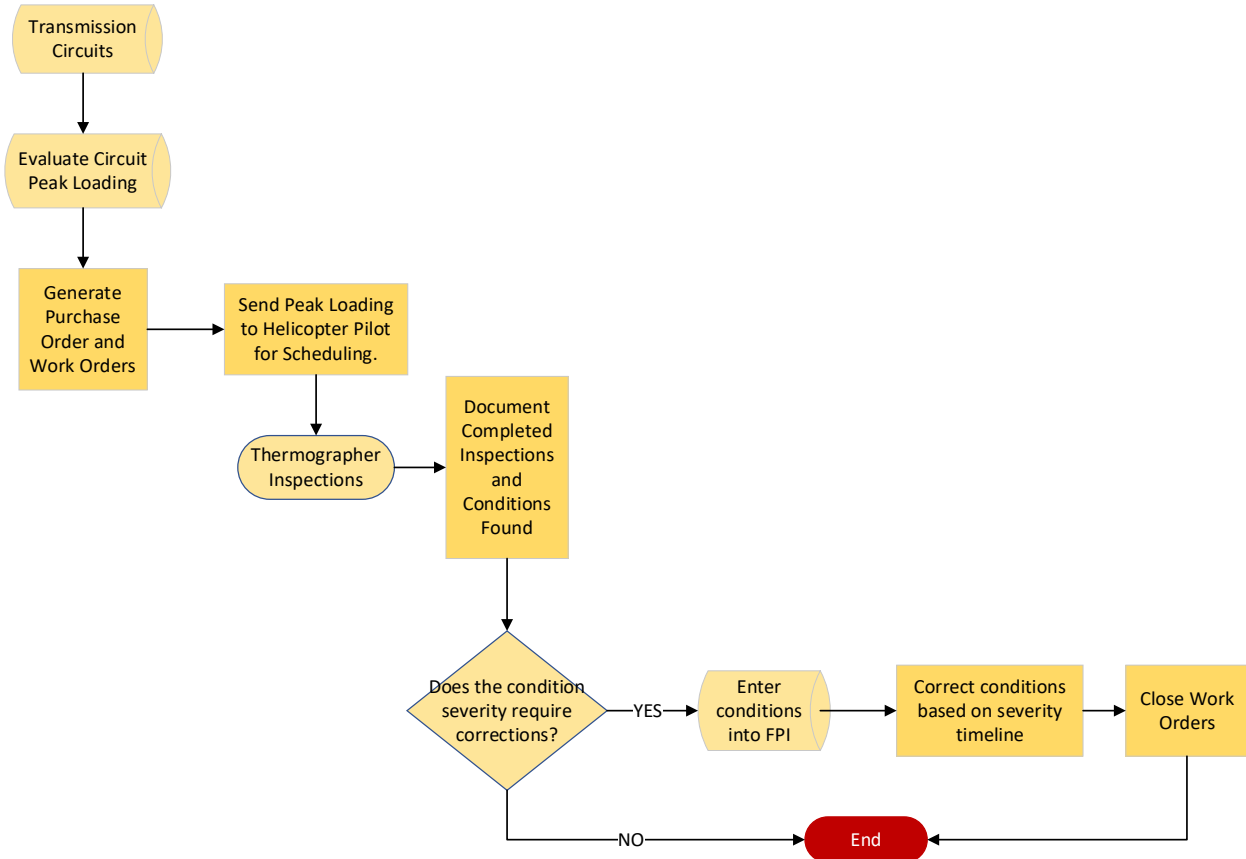 Transmission
Circuits
Evaluate Circuit
Peak Loading
Generate
Purchase
Order and
Work Orders
Send Peak Loading
to Helicopter Pilot
for Scheduling.
Thermographer
Inspections
Document
Completed
Inspections
and
Conditions
Found
Does the condition
severity require
corrections?
YES
Enter
conditions
into FPI
Correct conditions
based on severity
timeline
Close Work
Orders
NO
End